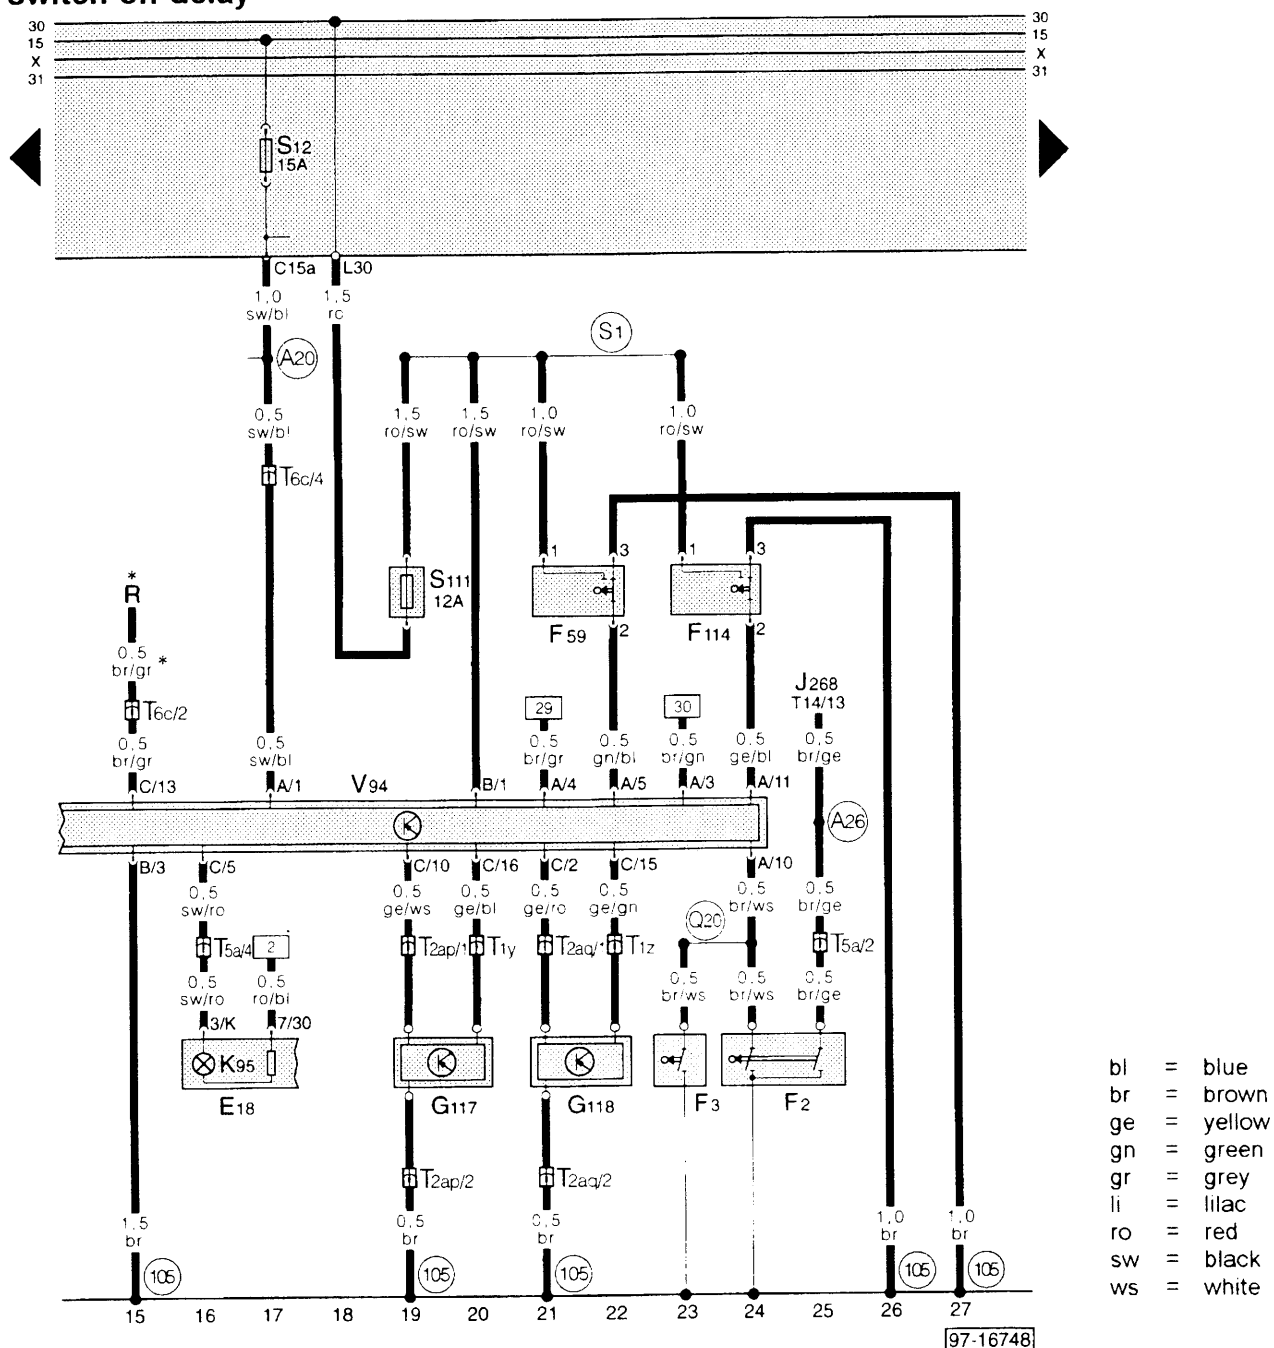 switch-off delay
30 30
15 15
X X
31 31
S12
15A
C15a L30
1,0 1,5
sw/bl ro
S1
A20
0,5 1,5 1,5 1,0 1,0
sw/bl ro/sw ro/sw ro/sw ro/sw
T6c/4
1 3 1 3
S111
12A
*
R
F59 2 F114 2
0,5
br/gr *
J268
T14/13
T6c/2
29 30
0,5 0,5 0,5 0,5 0,5 0,5 0,5
br/gr sw/bl br/gr gn/bl br/gn ge/bl br/ge
C/13 A/1 V94 B/1 A/4 A/5 A/3 A/11
A26
B/3 C/5 C/10 C/16 C/2 C/15 A/10
0,5 0,5 0,5 0,5 0,5 0,5 0,5
sw/ro ge/ws ge/bl ge/ro ge/gn br/ws br/ge
Q20
T5a/4 2 T2ap/1 T1y T2aq/1 T1z T5a/2
0,5 0,5 0,5 0,5 0,5
sw/ro ro/bl br/ws br/ws br/ge
3/K 7/30
K95
E18 G117 G118 F3 F2
T2ap/2 T2aq/2
1,5 0,5 0,5 1,0 1,0
br br br br br
105 105 105 105 105
15 16 17 18 19 20 21 22 23 24 25 26 27
97-16748
bl = blue
br = brown
ge = yellow
gn = green
gr = grey
li = lilac
ro = red
sw = black
ws = white